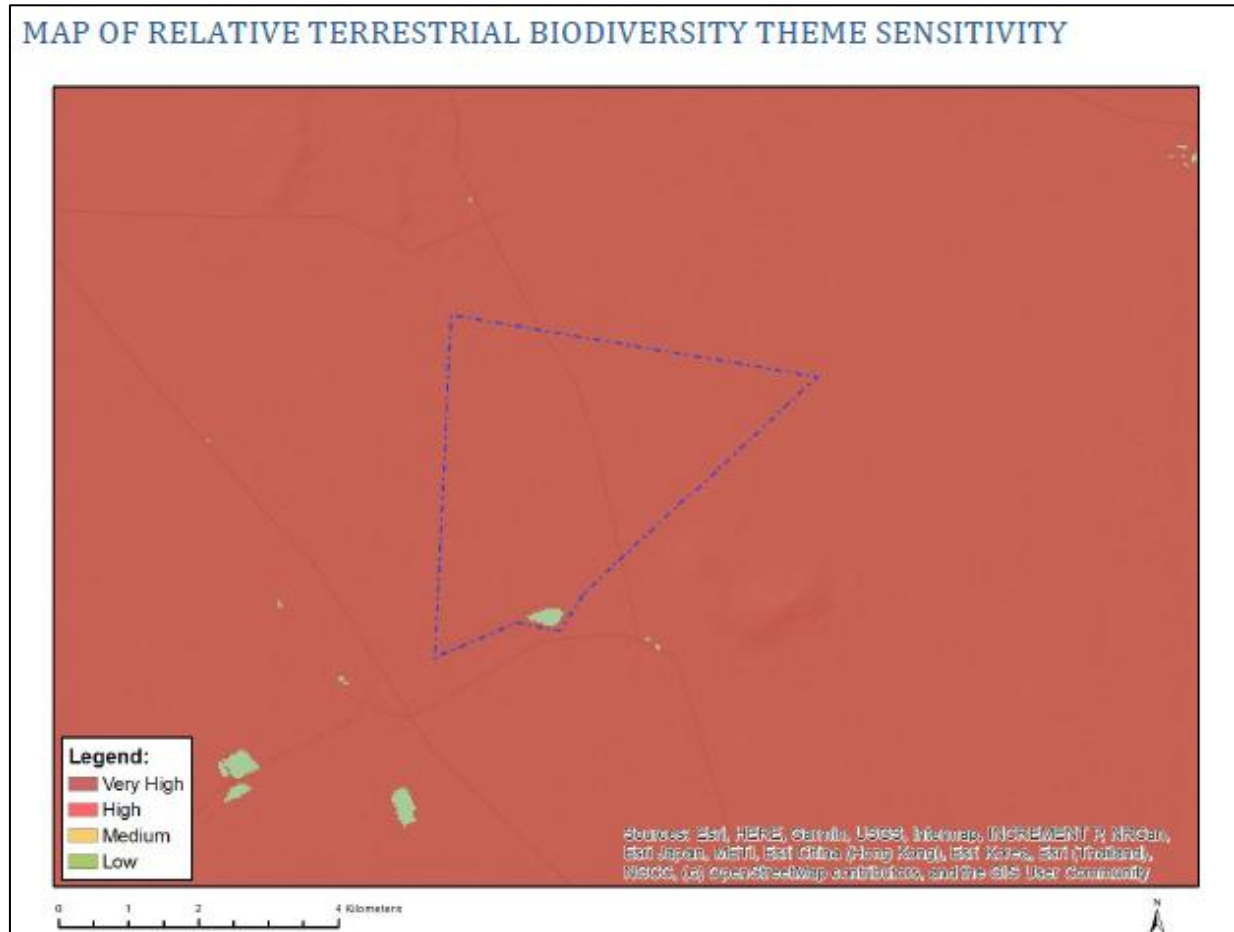 MAP OF RELATIVE TERRESTRIAL BIODIVERSITY THEME SENSITIVITY
Legend:
Very High
High
Medium
Low
Sources: Esri, HERE, Garmin, USGS, Intermap, INCREMENT P, NRCan,
Esri Japan, METI, Esri China (Hong Kong), Esri Korea, Esri (Thailand),
NGCC, (c) OpenStreetMap contributors, and the GIS User Community
0 1 2 4 Kilometers
N